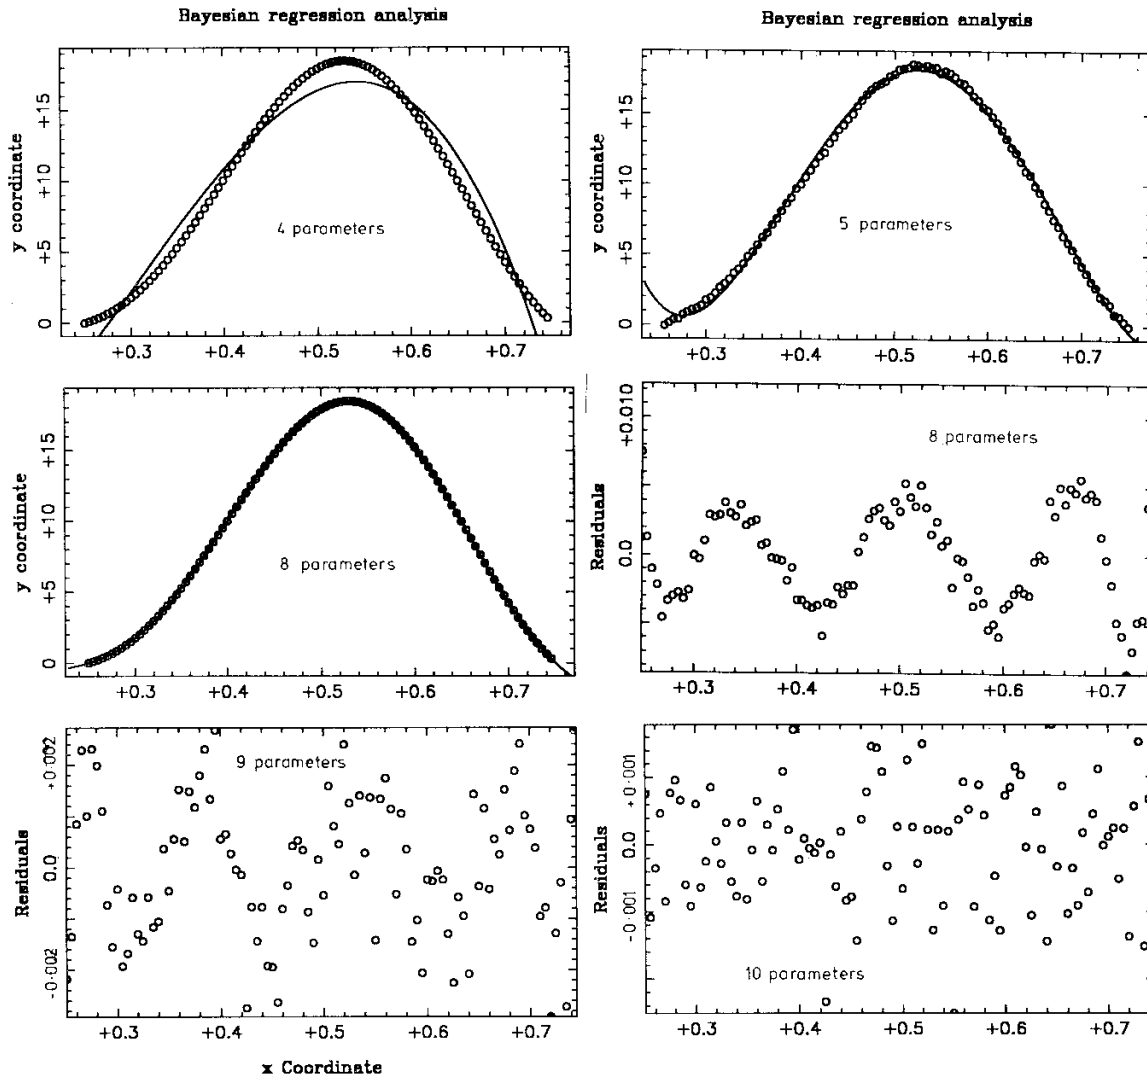 Bayesian regression analysis
Bayesian regression analysis
y coordinate
+15
+10
+5
0
4 parameters
+0.3 +0.4 +0.5 +0.6 +0.7
y coordinate
+15
+10
+5
0
5 parameters
+0.3 +0.4 +0.5 +0.6 +0.7
y coordinate
+15
+10
+5
0
8 parameters
+0.3 +0.4 +0.5 +0.6 +0.7
Residuals
+0.010
0.0
8 parameters
+0.3 +0.4 +0.5 +0.6 +0.7
Residuals
+0.002
0.0
-0.002
9 parameters
+0.3 +0.4 +0.5 +0.6 +0.7
x Coordinate
Residuals
+0.001
0.0
-0.001
10 parameters
+0.3 +0.4 +0.5 +0.6 +0.7